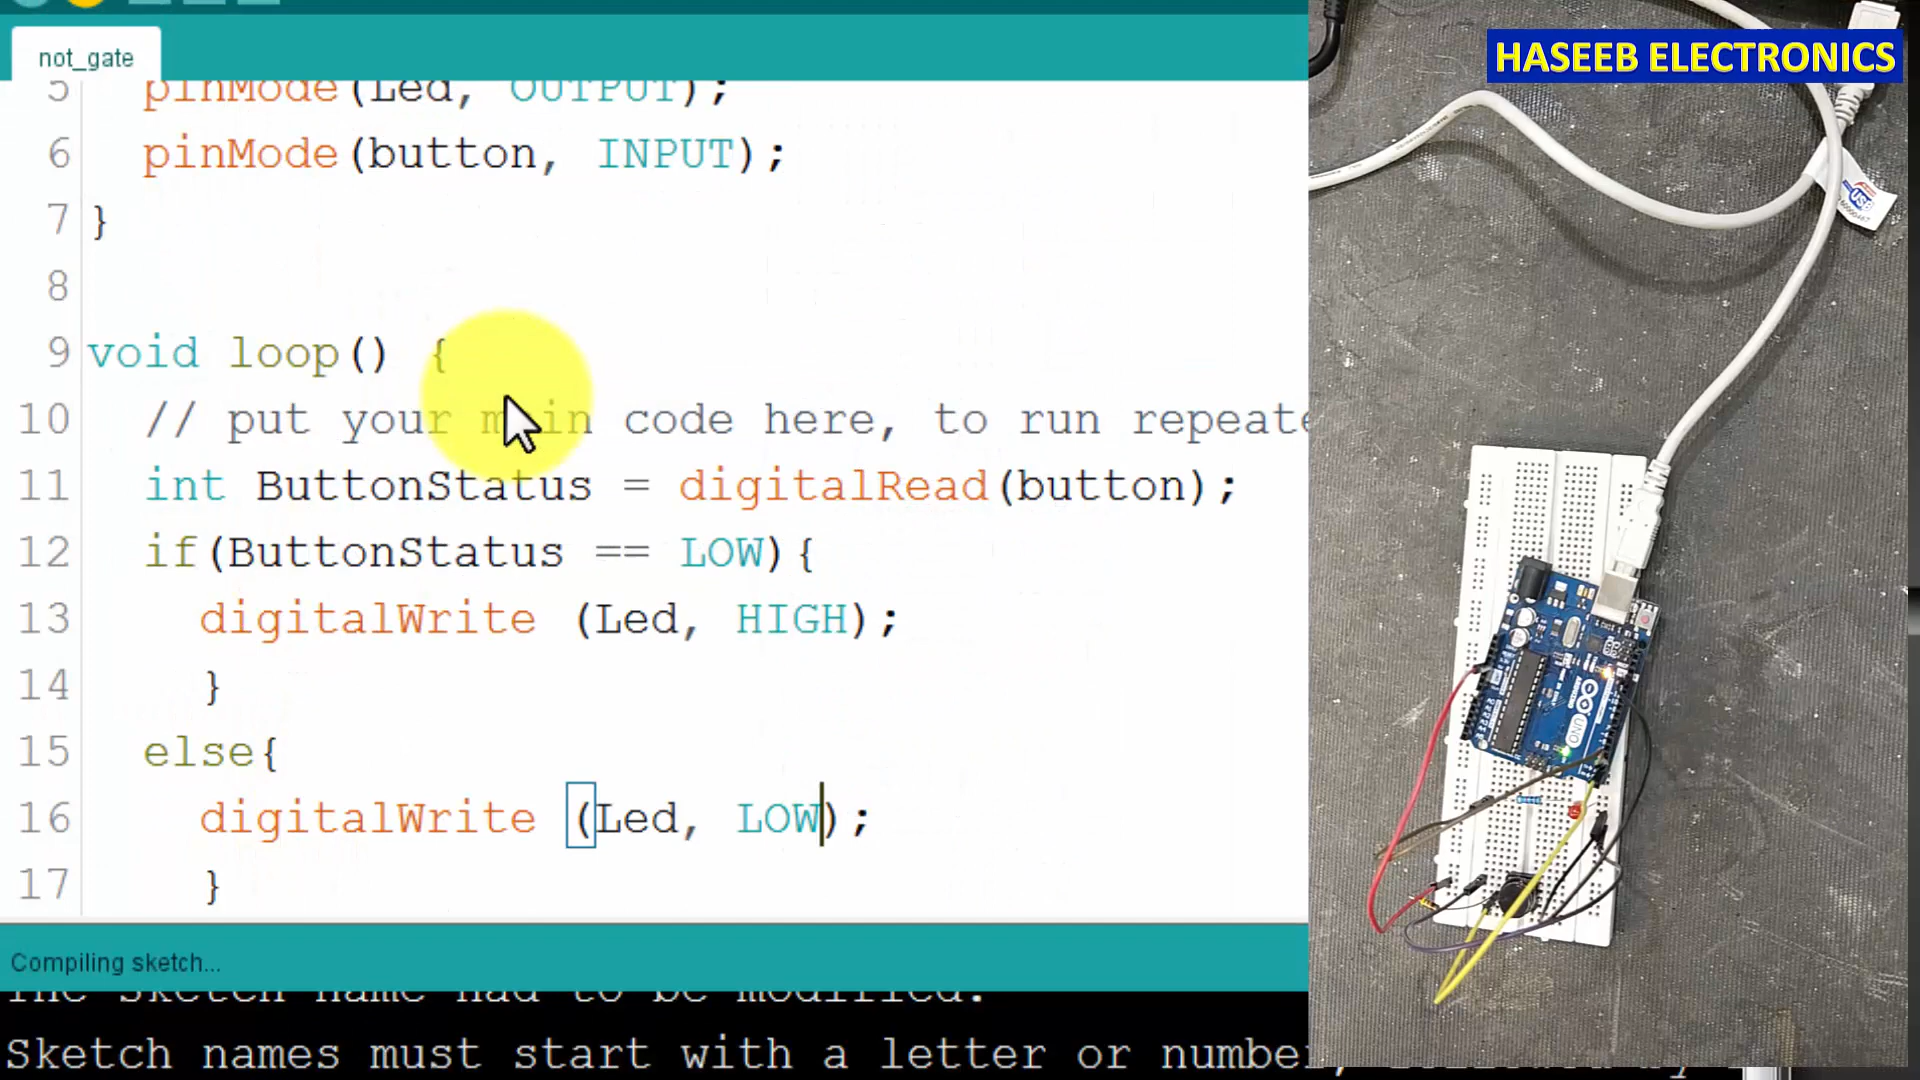 not_gate
HASEEB ELECTRONICS
5 pinMode(Led, OUTPUT);
6 pinMode(button, INPUT);
7 }
8
9 void loop() {
10 // put your main code here, to run repeate
11 int ButtonStatus = digitalRead(button);
12 if(ButtonStatus == LOW){
13 digitalWrite (Led, HIGH);
14 }
15 else{
16 digitalWrite (Led, LOW);
17 }
Compiling sketch...
The sketch name had to be modified.
Sketch names must start with a letter or number,
USB
UNO